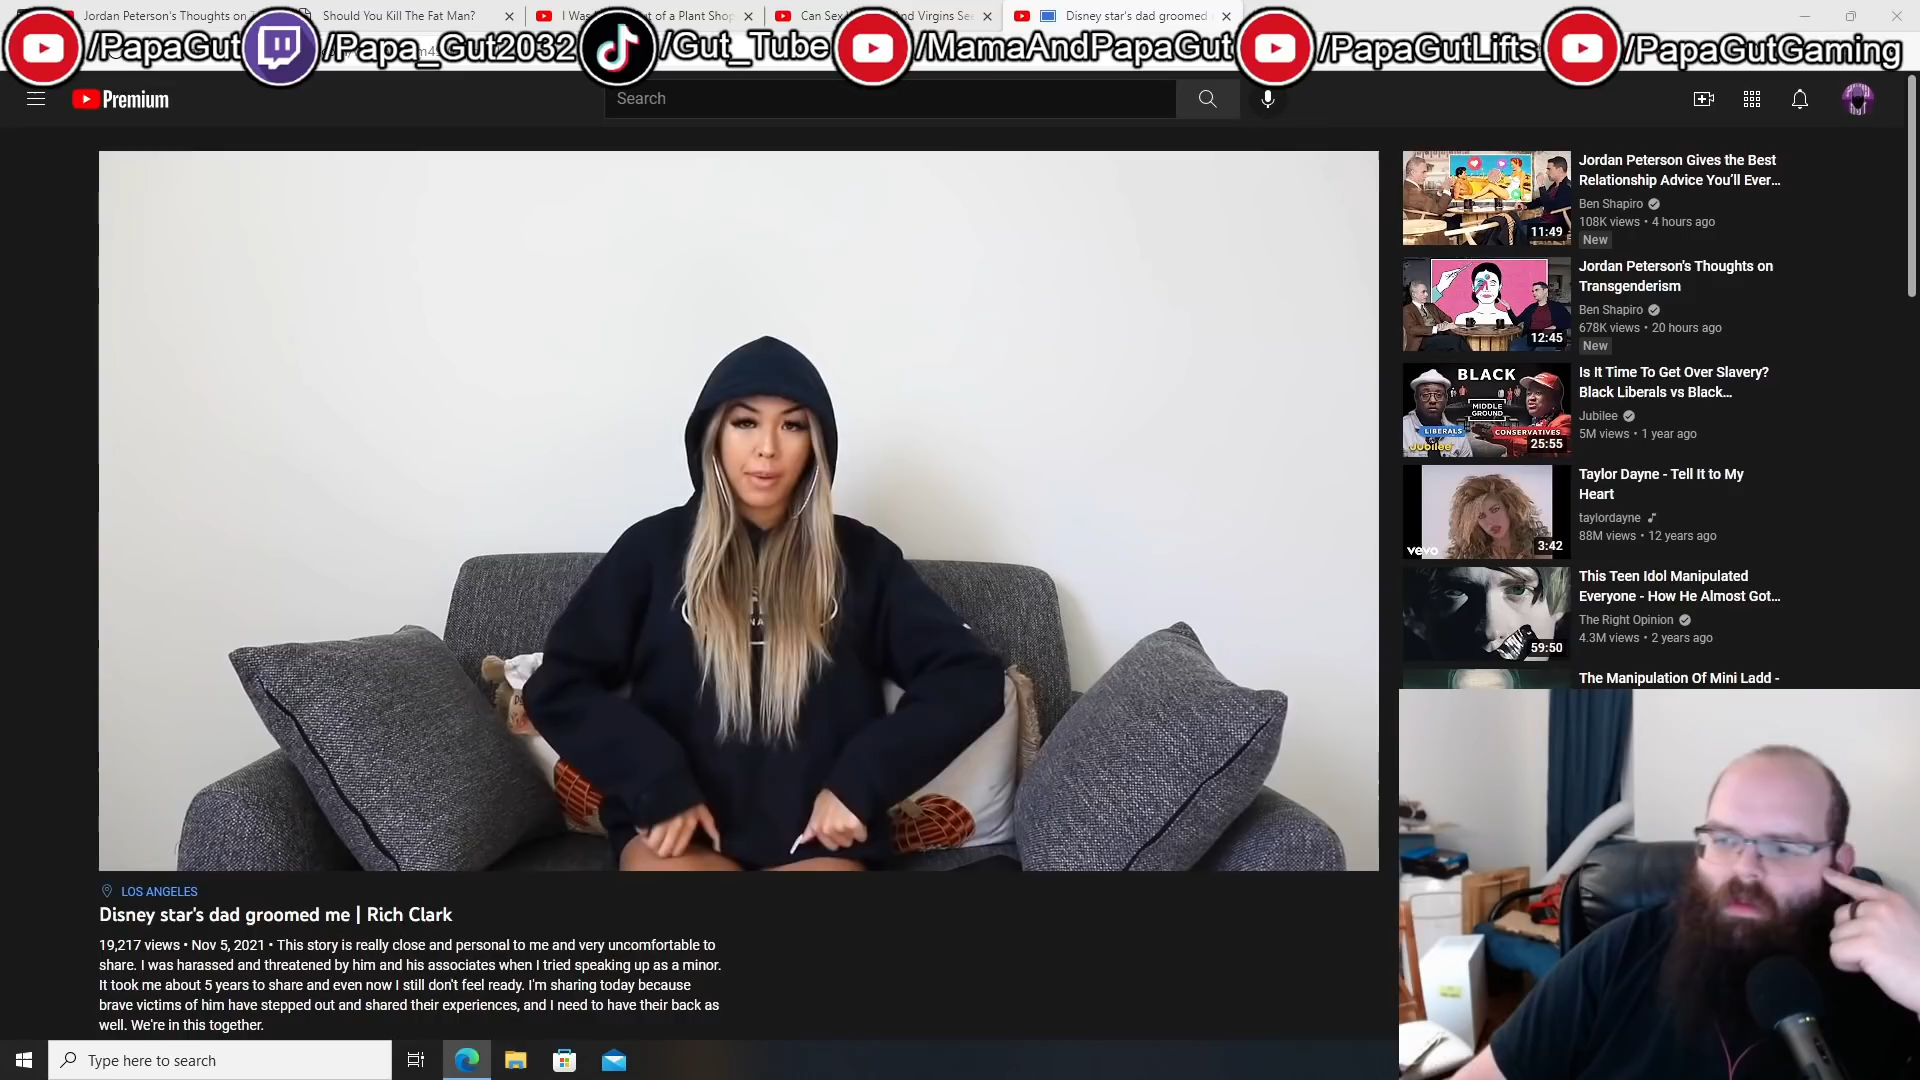 Jordan Peterson's Thoughts on
Should You Kill The Fat Man?
I Was
of a Plant Shop
Can Sex
And Virgins See
Disney star's dad groomed
/PapaGut
/Papa_Gut2032
/Gut_Tube
/MamaAndPapaGut
/PapaGutLifts
/PapaGutGaming
Premium
Search
Jordan Peterson Gives the Best
Relationship Advice You'll Ever...
Ben Shapiro
108K views • 4 hours ago
New
11:49
Jordan Peterson's Thoughts on
Transgenderism
Ben Shapiro
678K views • 20 hours ago
New
12:45
BLACK
MIDDLE
GROUND
LIBERALS
CONSERVATIVES
Jubilee
25:55
Is It Time To Get Over Slavery?
Black Liberals vs Black...
Jubilee
5M views • 1 year ago
vevo
3:42
Taylor Dayne - Tell It to My
Heart
taylordayne
88M views • 12 years ago
59:50
This Teen Idol Manipulated
Everyone - How He Almost Got...
The Right Opinion
4.3M views • 2 years ago
The Manipulation Of Mini Ladd -
LOS ANGELES
Disney star's dad groomed me | Rich Clark
19,217 views • Nov 5, 2021 • This story is really close and personal to me and very uncomfortable to
share. I was harassed and threatened by him and his associates when I tried speaking up as a minor.
It took me about 5 years to share and even now I still don't feel ready. I'm sharing today because
brave victims of him have stepped out and shared their experiences, and I need to have their back as
well. We're in this together.
Type here to search